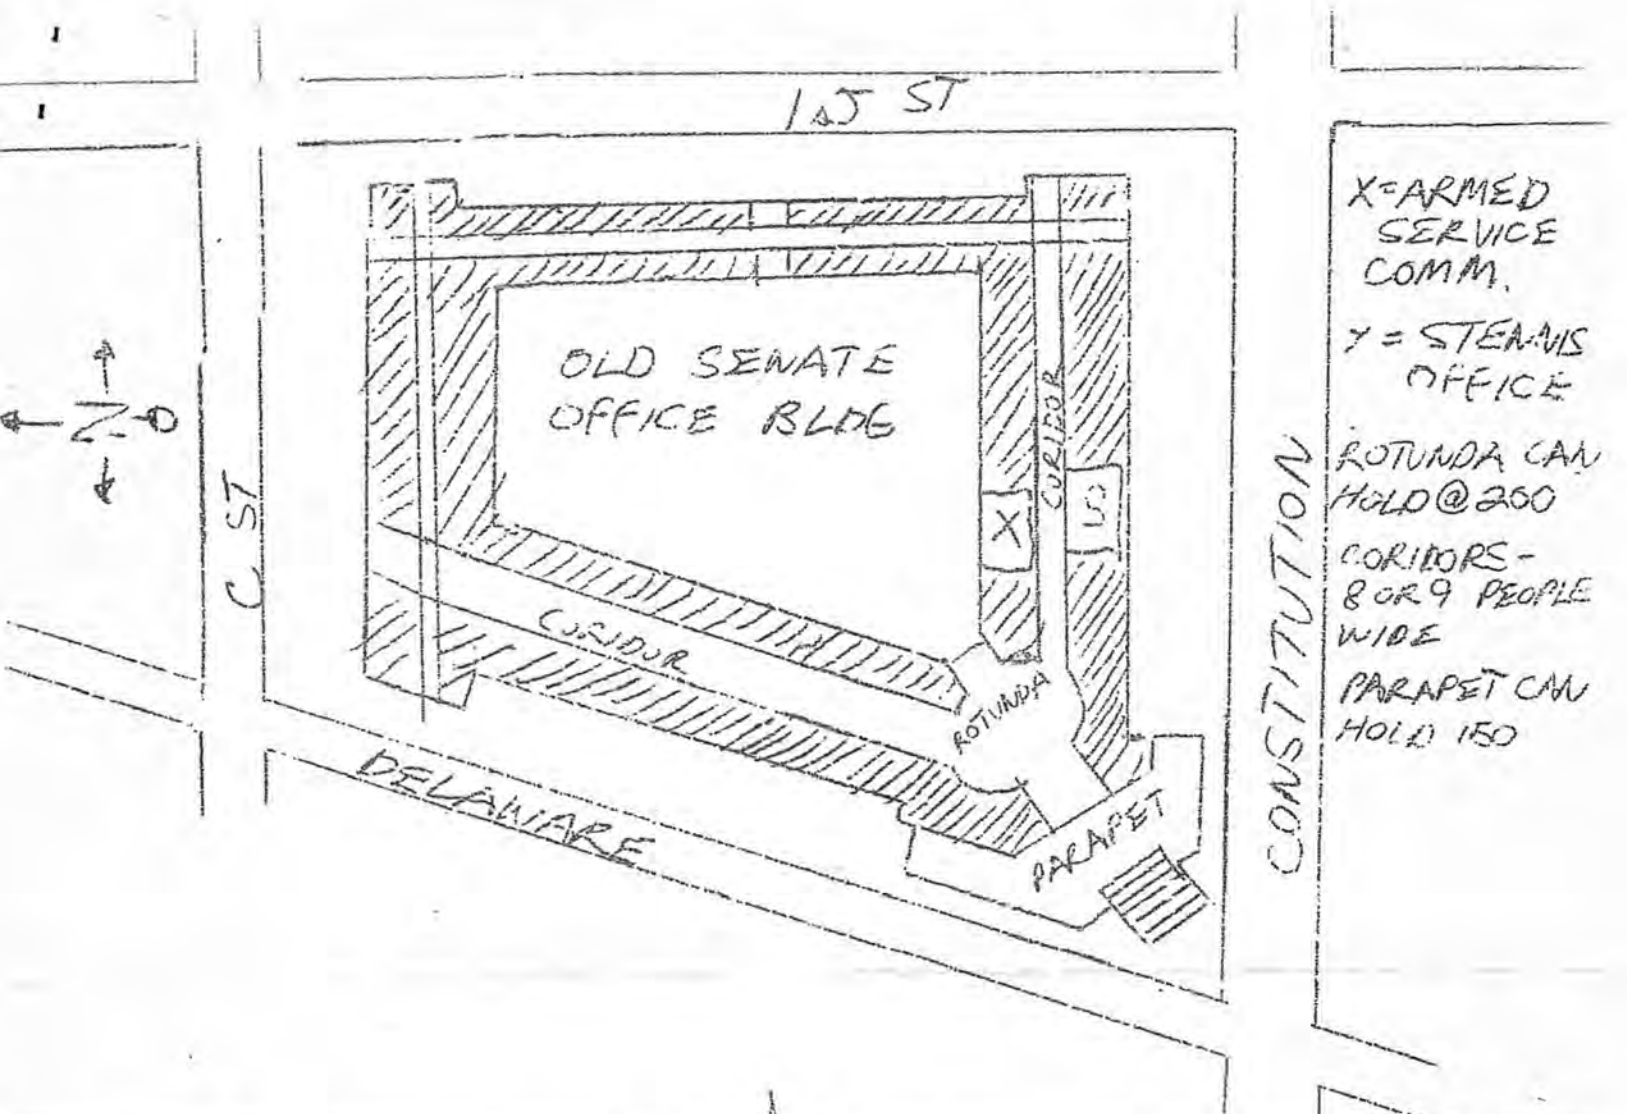 1st ST
X=ARMED
SERVICE
COMM.
Y = STENNIS
OFFICE
ROTUNDA CAN
HOLD @ 200
CORIDORS-
8 OR 9 PEOPLE
WIDE
PARAPET CAN
HOLD 150
OLD SENATE
OFFICE BLDG
N
C ST
CORIDOR
X
CORIDOR
ROTUNDA
PARAPET
DELAWARE
CONSTITUTION